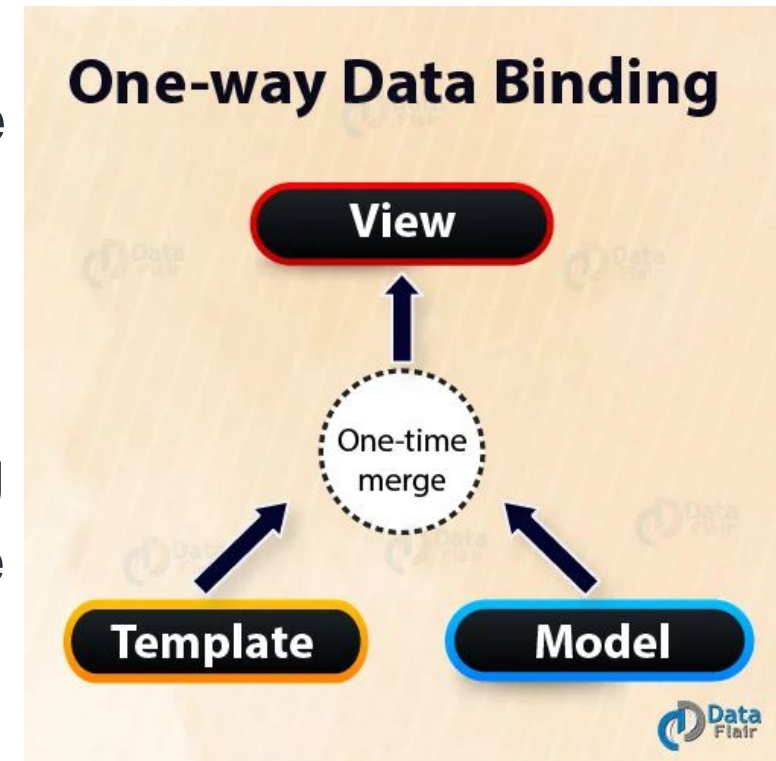 One-way Data Binding
View
One-time
merge
Template
Model
Data
Flair